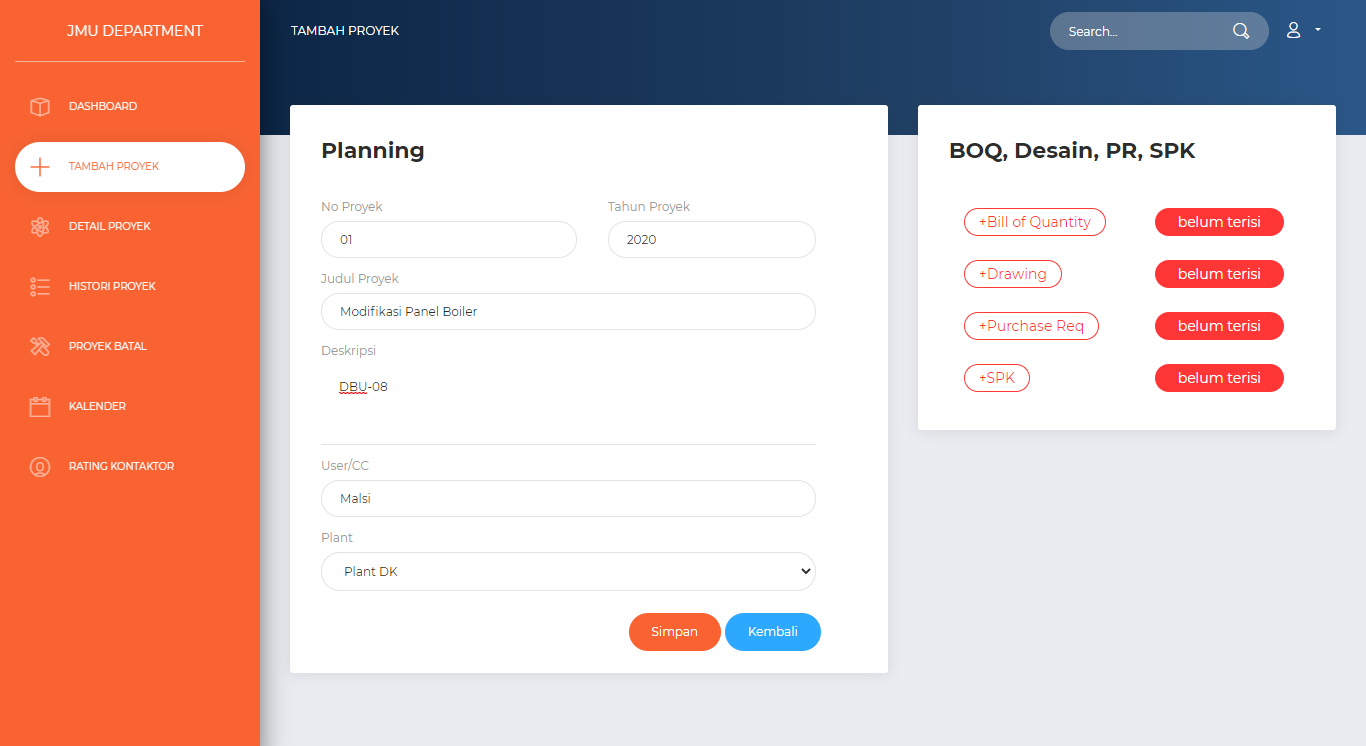 JMU DEPARTMENT
DASHBOARD
TAMBAH PROYEK
DETAIL PROYEK
HISTORI PROYEK
PROYEK BATAL
KALENDER
RATING KONTAKTOR
TAMBAH PROYEK
Search...
Planning
No Proyek
Tahun Proyek
01
2020
Judul Proyek
Modifikasi Panel Boiler
Deskripsi
DBU-08
User/CC
Malsi
Plant
Plant DK
Simpan
Kembali
BOQ, Desain, PR, SPK
+Bill of Quantity
belum terisi
+Drawing
belum terisi
+Purchase Req
belum terisi
+SPK
belum terisi